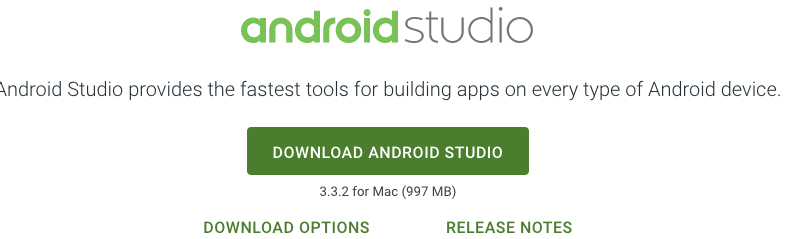 androidstudio
Android Studio provides the fastest tools for building apps on every type of Android device.
DOWNLOAD ANDROID STUDIO
3.3.2 for Mac (997 MB)
DOWNLOAD OPTIONS RELEASE NOTES